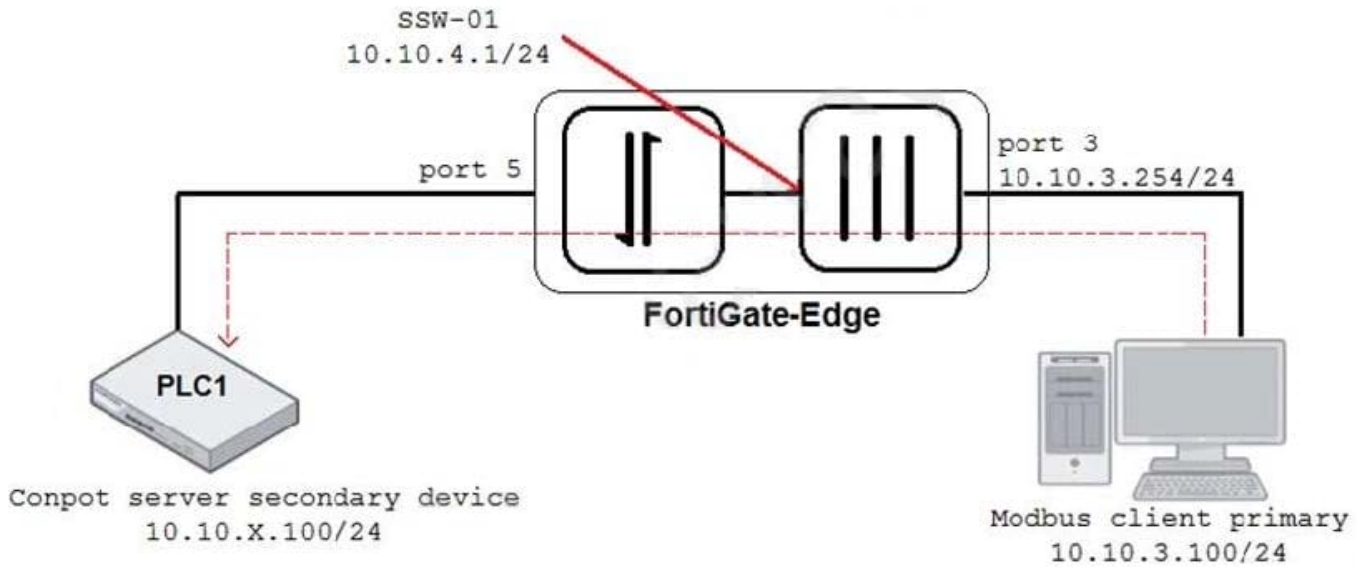 SSW-01
10.10.4.1/24
port 5
port 3
10.10.3.254/24
FortiGate-Edge
PLC1
Conpot server secondary device
10.10.X.100/24
Modbus client primary
10.10.3.100/24